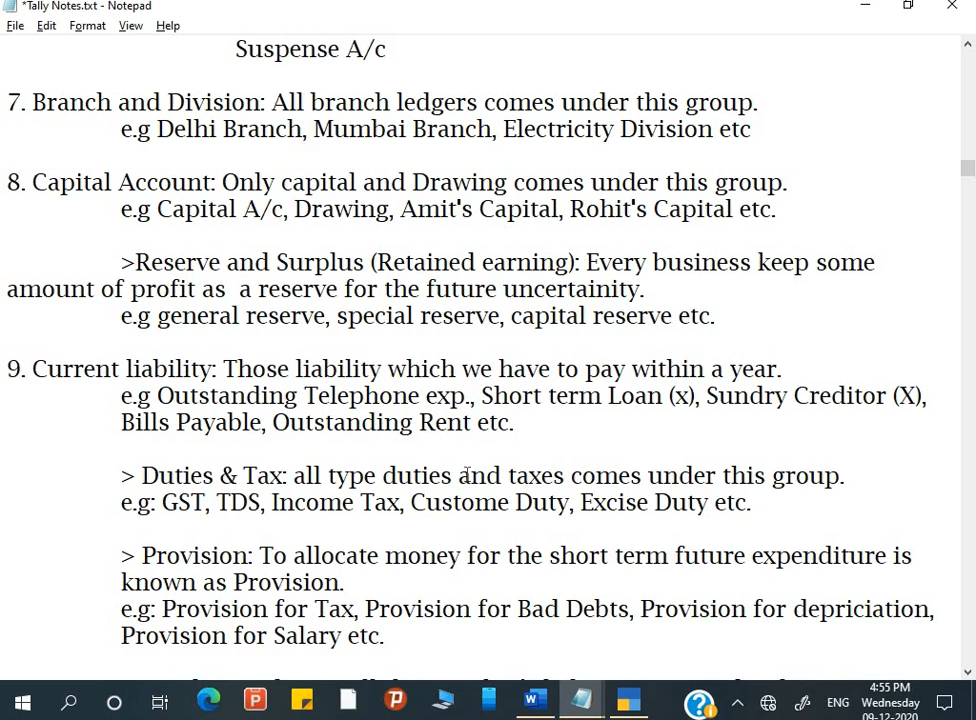 *Tally Notes.txt - Notepad
File Edit Format View Help
Suspense A/c
7. Branch and Division: All branch ledgers comes under this group.
e.g Delhi Branch, Mumbai Branch, Electricity Division etc
8. Capital Account: Only capital and Drawing comes under this group.
e.g Capital A/c, Drawing, Amit's Capital, Rohit's Capital etc.
>Reserve and Surplus (Retained earning): Every business keep some
amount of profit as  a reserve for the future uncertainity.
e.g general reserve, special reserve, capital reserve etc.
9. Current liability: Those liability which we have to pay within a year.
e.g Outstanding Telephone exp., Short term Loan (x), Sundry Creditor (X),
Bills Payable, Outstanding Rent etc.
> Duties & Tax: all type duties and taxes comes under this group.
e.g: GST, TDS, Income Tax, Custome Duty, Excise Duty etc.
> Provision: To allocate money for the short term future expenditure is
known as Provision.
e.g: Provision for Tax, Provision for Bad Debts, Provision for depriciation,
Provision for Salary etc.
ENG
4:55 PM
Wednesday
09-12-2020